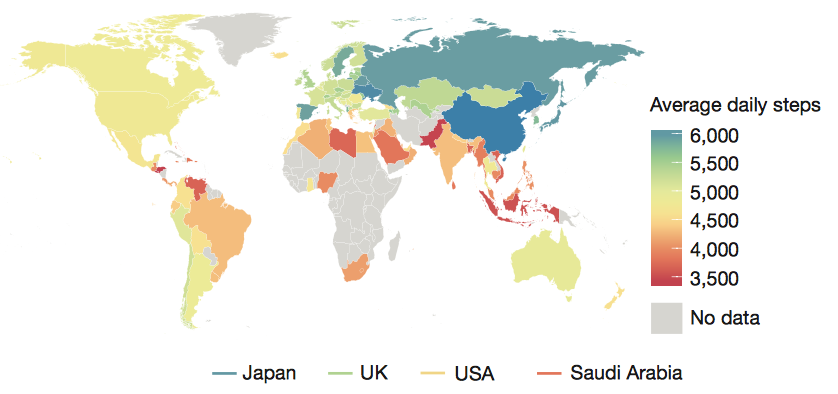 Average daily steps
6,000
5,500
5,000
4,500
4,000
3,500
No data
Japan
UK
USA
Saudi Arabia